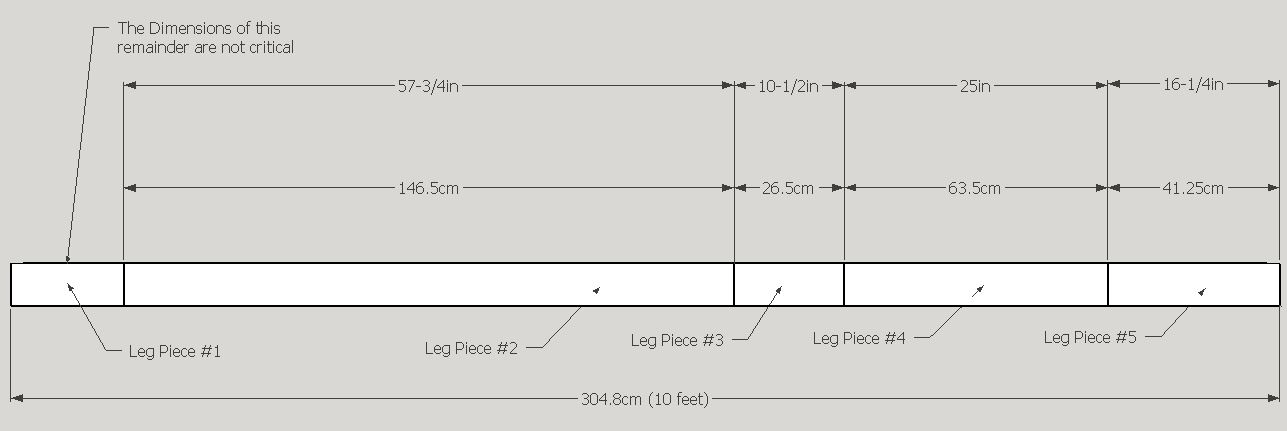 The Dimensions of this
remainder are not critical
57-3/4in
10-1/2in
25in
16-1/4in
146.5cm
26.5cm
63.5cm
41.25cm
Leg Piece #1
Leg Piece #2
Leg Piece #3
Leg Piece #4
Leg Piece #5
304.8cm (10 feet)